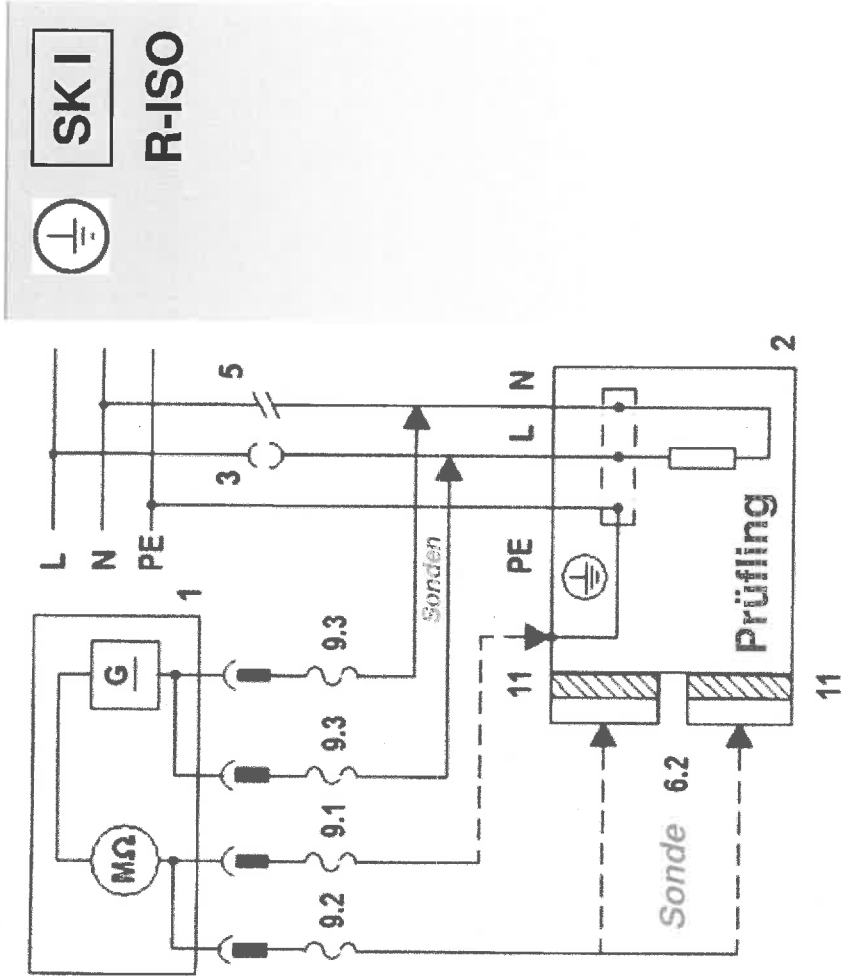 SK I
R-ISO
L
N
PE
1
G
MΩ
9.3
9.3
9.1
9.2
3
5
Sonden
PE
L
N
2
11
Prüfling
11
6.2
Sonde